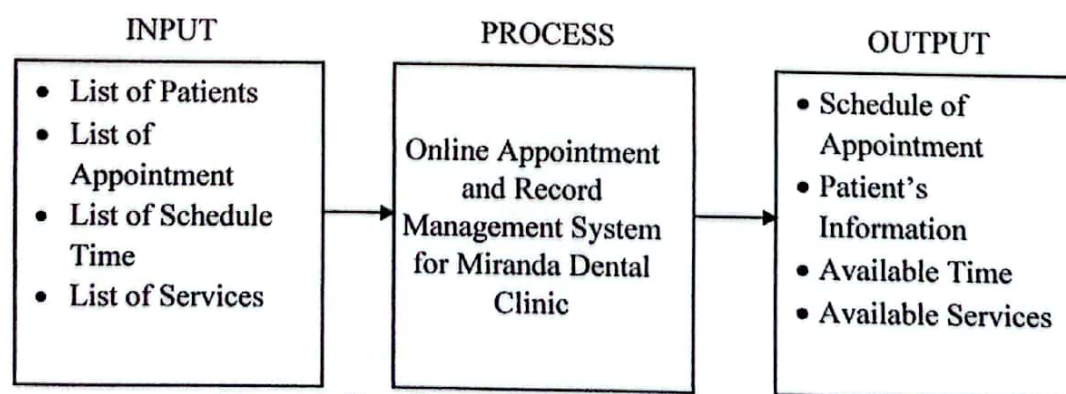 INPUT
• List of Patients
• List of
Appointment
• List of Schedule
Time
• List of Services
PROCESS
Online Appointment
and Record
Management System
for Miranda Dental
Clinic
OUTPUT
• Schedule of
Appointment
• Patient's
Information
• Available Time
• Available Services